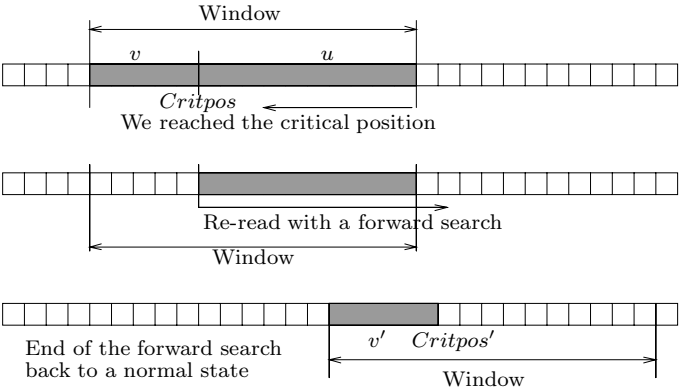 Window
v u
Critpos
We reached the critical position
Re-read with a forward search
Window
v' Critpos'
End of the forward search
back to a normal state
Window